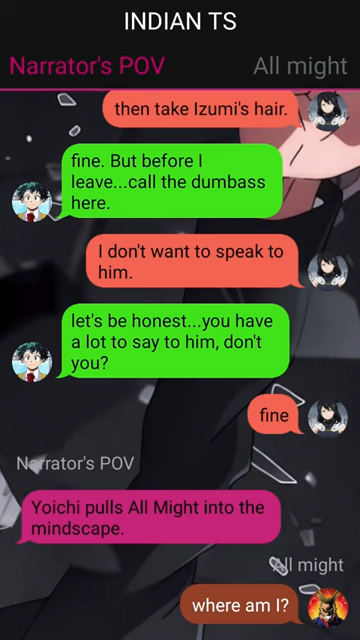 INDIAN TS
Narrator's POV
All might
then take Izumi's hair.
fine. But before I
leave...call the dumbass
here.
I don't want to speak to
him.
let's be honest...you have
a lot to say to him, don't
you?
fine
Narrator's POV
Yoichi pulls All Might into the
mindscape.
All might
where am I?